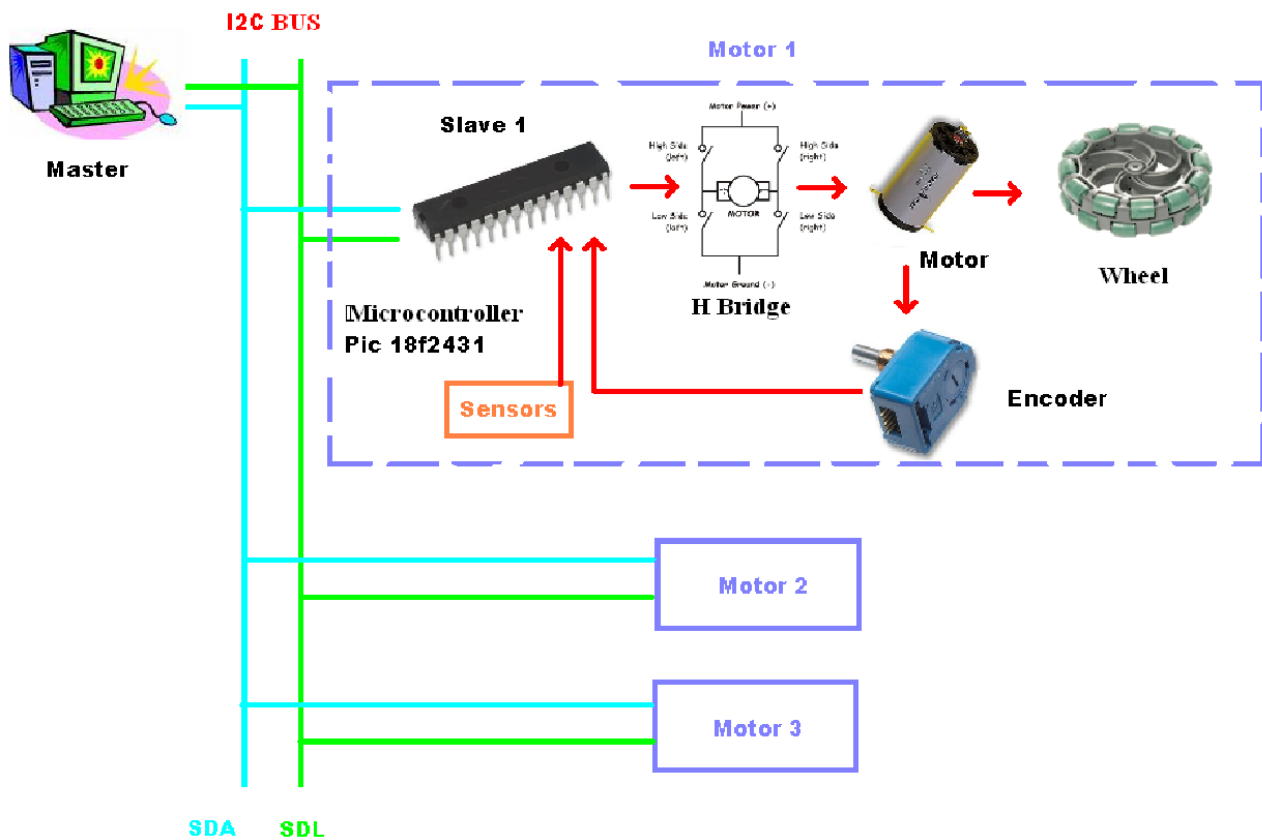 I2C BUS
Motor 1
Master
Slave 1
Motor Power (+)
High Side
(left)
High Side
(right)
MOTOR
Low Side
(left)
Low Side
(right)
Motor Ground (-)
H Bridge
Motor
Wheel
Microcontroller
Pic 18f2431
Sensors
Encoder
Motor 2
Motor 3
SDA
SDL